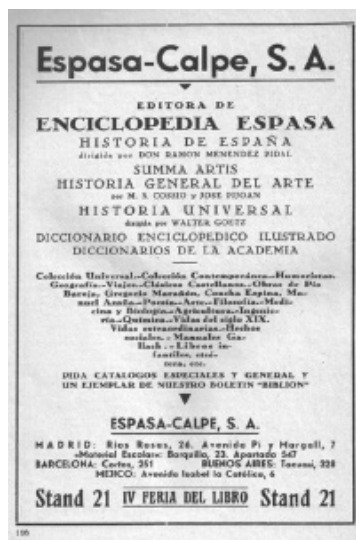 Espasa-Calpe, S. A.
EDITORA DE
ENCICLOPEDIA ESPASA
HISTORIA DE ESPAÑA
dirigida por DON RAMON MENENDEZ PIDAL
SUMMA ARTIS
HISTORIA GENERAL DEL ARTE
por M. B. COSSIO y JOSE PIJOAN
HISTORIA UNIVERSAL
dirigida por WALTER GOETZ
DICCIONARIO ENCICLOPEDICO ILUSTRADO
DICCIONARIOS DE LA ACADEMIA
Colección Universal.-Colección Contemporánea.-Humoristas.
Geografía.-Viajes.-Clásicos Castellanos.-Obras de Pío
Baroja, Gregorio Marañón, Concha Espina, Ma-
nuel Azaña.-Poesía.-Arte.-Filosofía.-Medi-
cina y Biología.-Agricultura.-Ingenie-
ría.-Química.-Vidas del siglo XIX.
Vidas extraordinarias.-Hechos
sociales.-Manuales Ga-
llach.-Libros in-
fantiles, etcé-
tera, etc.
PIDA CATALOGOS ESPECIALES Y GENERAL Y
UN EJEMPLAR DE NUESTRO BOLETIN "BIBLION"
ESPASA-CALPE, S. A.
MADRID: Ríos Rosas, 26. Avenida Pi y Margall, 7
«Material Escolar»: Barquillo, 23. Apartado 547
BARCELONA: Cortes, 251 BUENOS AIRES: Tacuarí, 328
MEJICO: Avenida Isabel la Católica, 6
Stand 21 IV FERIA DEL LIBRO Stand 21